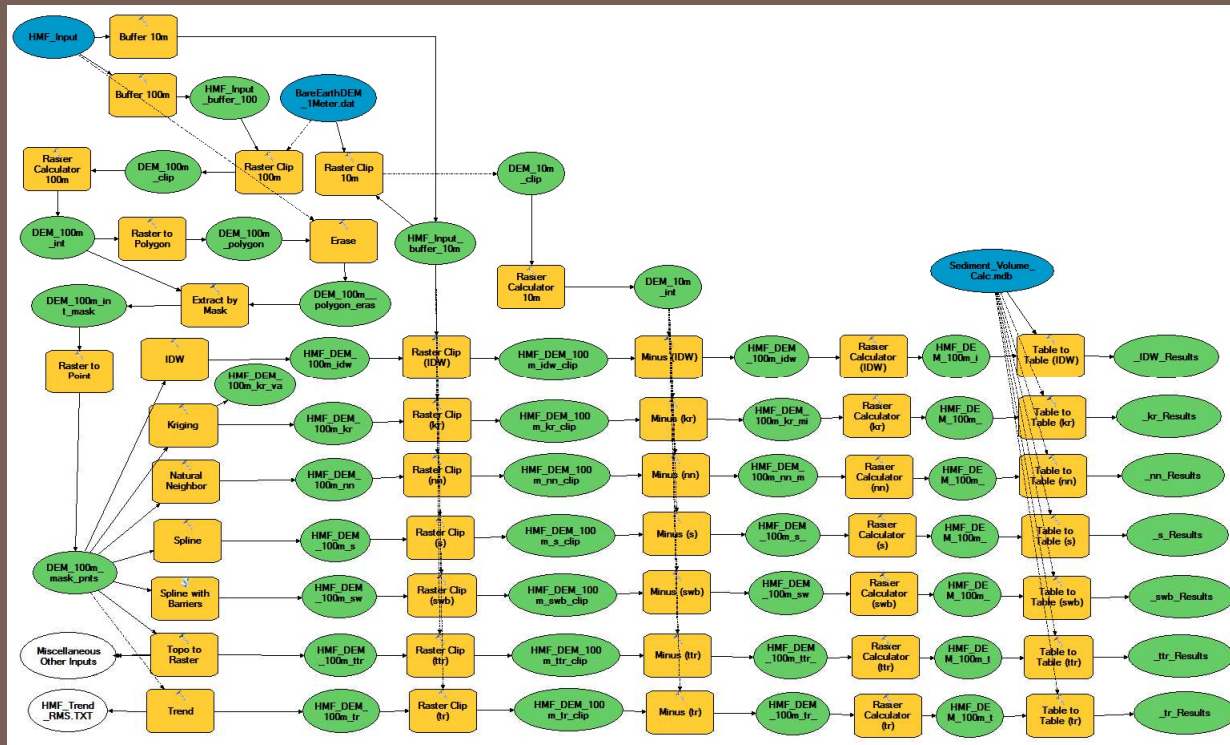 HMF_Input
Buffer 10m
Buffer 100m
HMF_Input
_buffer_100
BareEarthDEM
_1Meter.dat
Raster
Calculator
100m
DEM_100m
_clip
Raster Clip
100m
Raster Clip
10m
DEM_10m
_clip
DEM_100m
_int
Raster to
Polygon
DEM_100m
_polygon
Erase
HMF_Input_
buffer_10m
Raster
Calculator
10m
DEM_10m
_int
Sediment_Volume_
Calc.mdb
DEM_100m_in
t_mask
Extract by
Mask
DEM_100m__
polygon_eras
Raster to
Point
IDW
HMF_DEM_
100m_idw
Raster Clip
(IDW)
HMF_DEM_100
m_idw_clip
Minus (IDW)
HMF_DEM_
100m_idw
Raster
Calculator
(IDW)
HMF_DE
M_100m_i
Table to
Table (IDW)
_IDW_Results
HMF_DEM_
100m_kr_va
Kriging
HMF_DEM_
100m_kr
Raster Clip
(kr)
HMF_DEM_100
m_kr_clip
Minus (kr)
HMF_DEM_
100m_kr_mi
Raster
Calculator
(kr)
HMF_DE
M_100m_
Table to
Table (kr)
_kr_Results
Natural
Neighbor
HMF_DEM_
100m_nn
Raster Clip
(nn)
HMF_DEM_100
m_nn_clip
Minus (nn)
HMF_DEM_
100m_nn_m
Raster
Calculator
(nn)
HMF_DE
M_100m_
Table to
Table (nn)
_nn_Results
DEM_100m_
mask_pnts
Spline
HMF_DEM
_100m_s
Raster Clip
(s)
HMF_DEM_100
m_s_clip
Minus (s)
HMF_DEM
_100m_s_
Raster
Calculator
(s)
HMF_DE
M_100m_
Table to
Table (s)
_s_Results
Spline with
Barriers
HMF_DEM
_100m_sw
Raster Clip
(swb)
HMF_DEM_100
m_swb_clip
Minus (swb)
HMF_DEM
_100m_sw
Raster
Calculator
(swb)
HMF_DE
M_100m_
Table to
Table (swb)
_swb_Results
Miscellaneous
Other Inputs
Topo to
Raster
HMF_DEM
_100m_ttr
Raster Clip
(ttr)
HMF_DEM_100
m_ttr_clip
Minus (ttr)
HMF_DEM
_100m_ttr_
Raster
Calculator
(ttr)
HMF_DE
M_100m_t
Table to
Table (ttr)
_ttr_Results
HMF_Trend
_RMS.TXT
Trend
HMF_DEM
_100m_tr
Raster Clip
(tr)
HMF_DEM_100
m_tr_clip
Minus (tr)
HMF_DEM
_100m_tr_
Raster
Calculator
(tr)
HMF_DE
M_100m_t
Table to
Table (tr)
_tr_Results